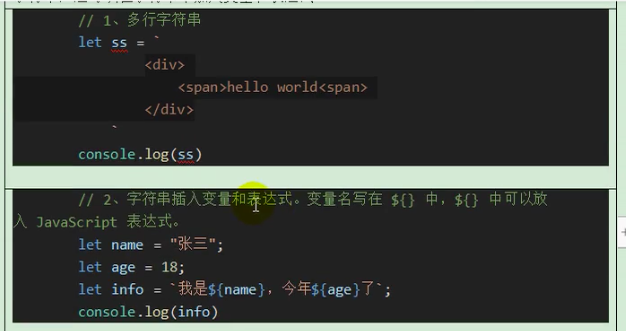 // 1、多行字符串
let ss = `
<div>
<span>hello world<span>
</div>
`
console.log(ss)
// 2、字符串插入变量和表达式。变量名写在 ${} 中，${} 中可以放
入 JavaScript 表达式。
let name = "张三";
let age = 18;
let info = `我是${name}，今年${age}了`;
console.log(info)